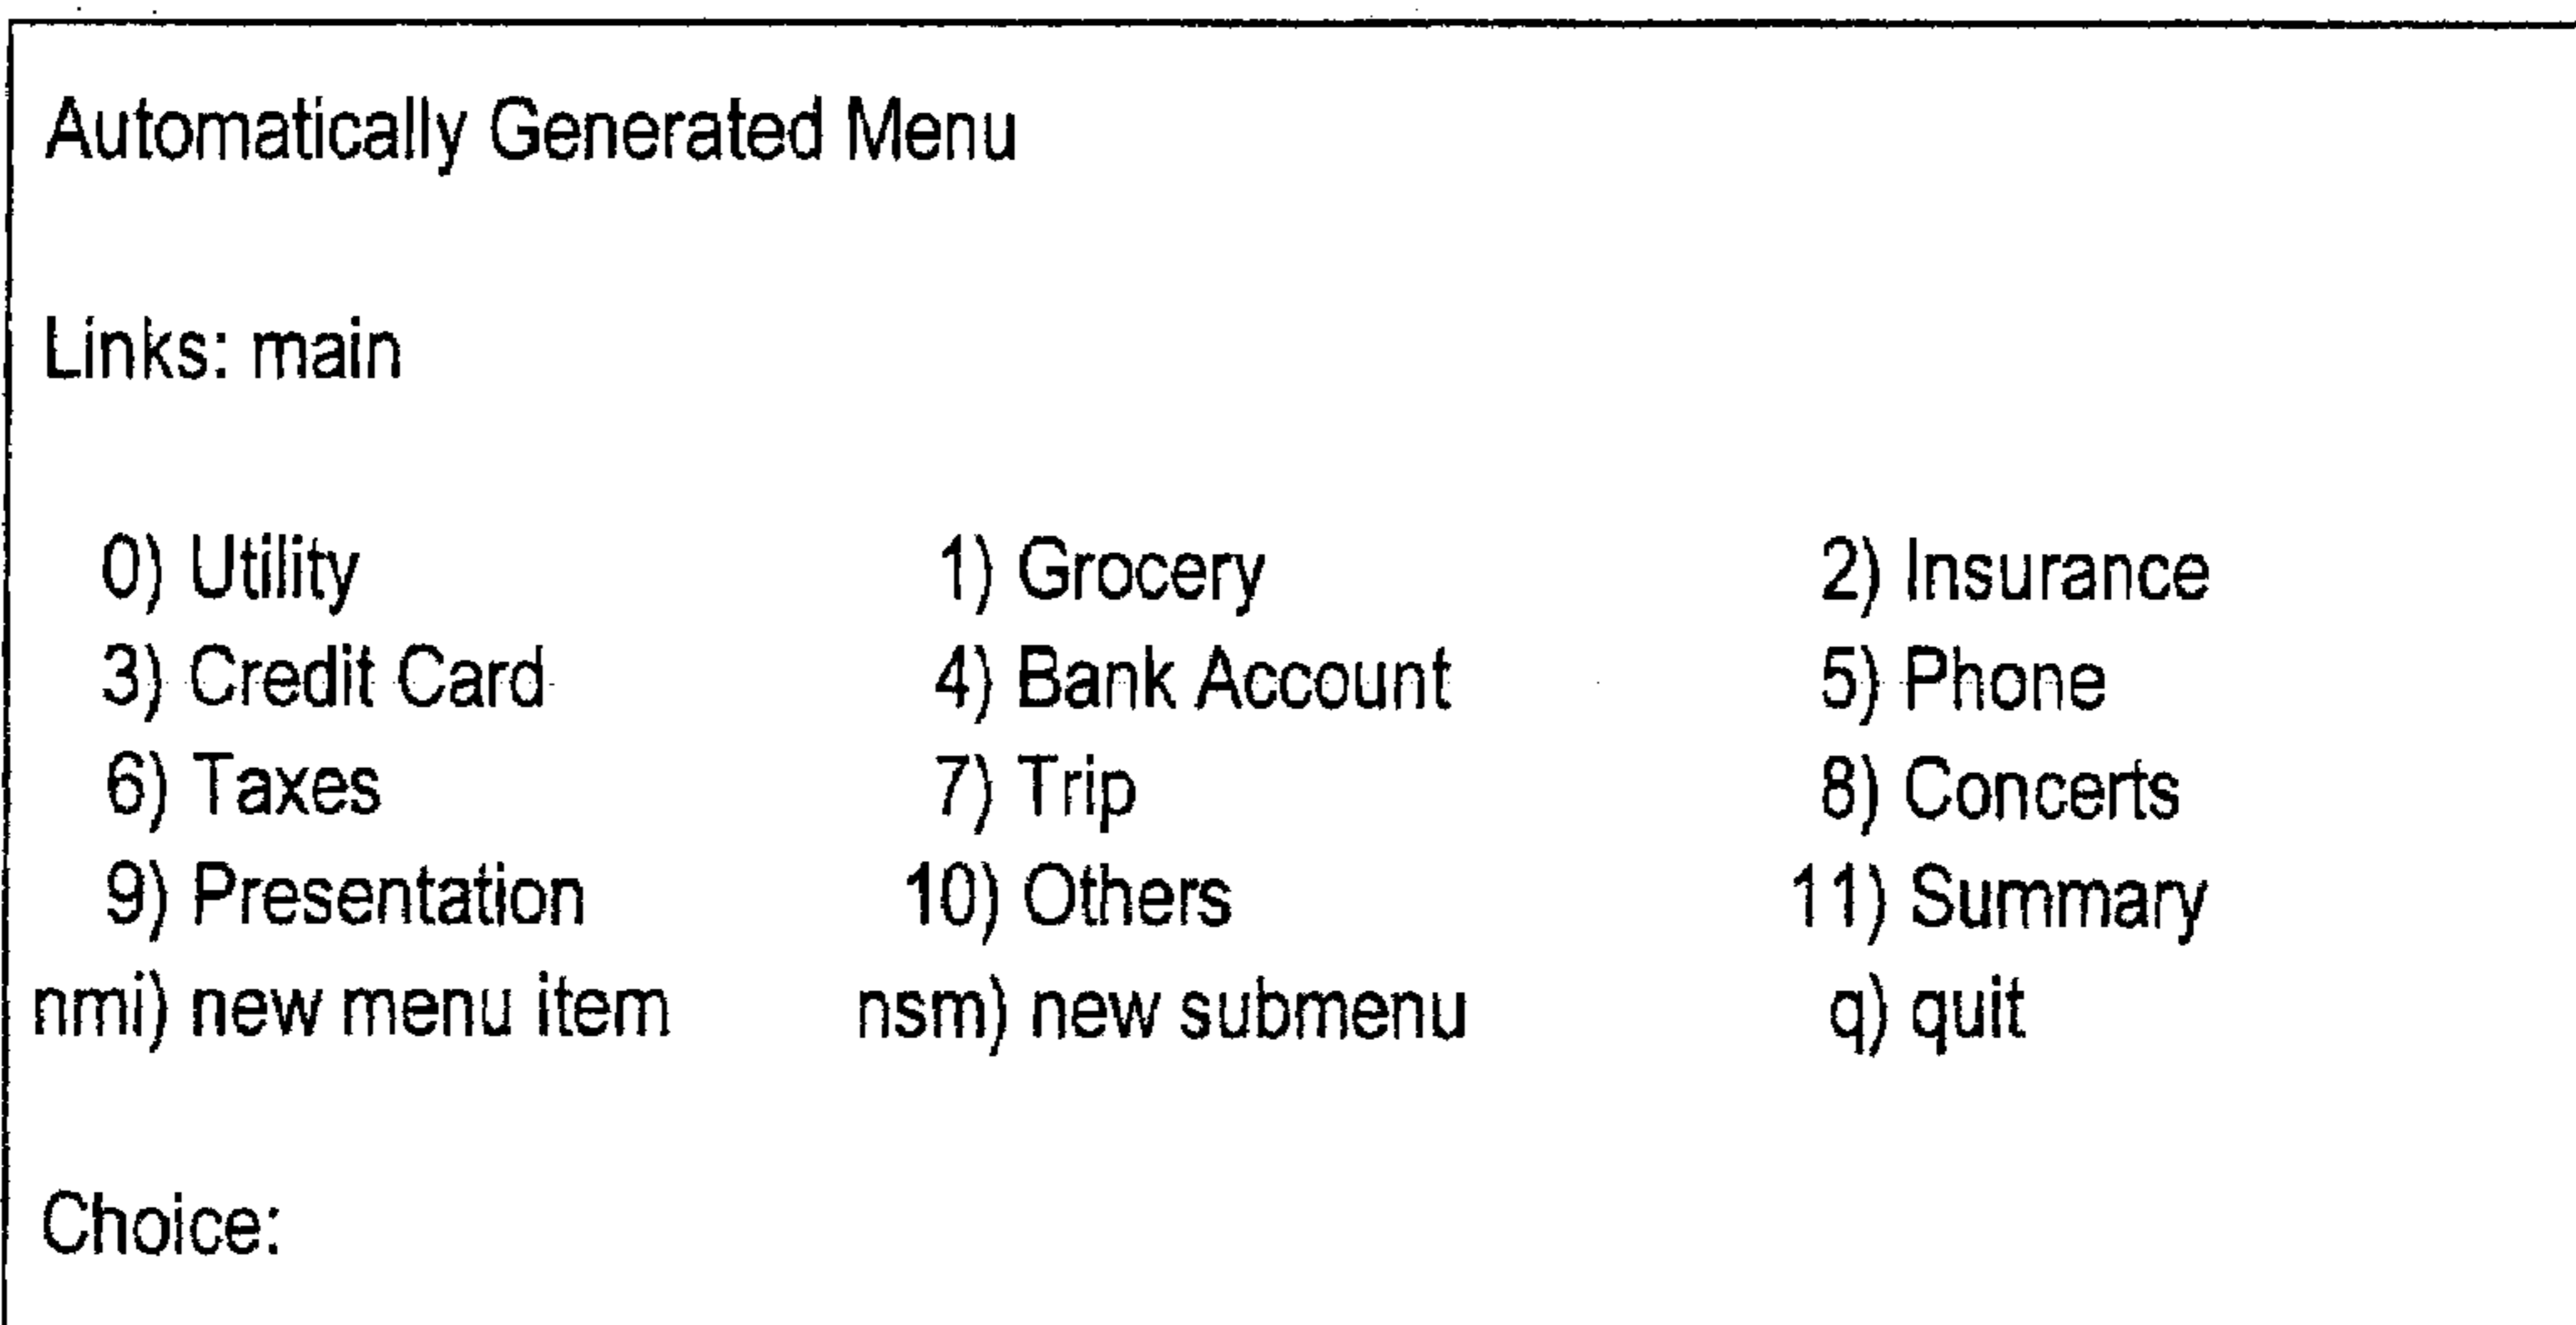 Automatically Generated Menu
Links: main
0) Utility 1) Grocery 2) Insurance
3) Credit Card 4) Bank Account 5) Phone
6) Taxes 7) Trip 8) Concerts
9) Presentation 10) Others 11) Summary
nmi) new menu item nsm) new submenu q) quit
Choice: